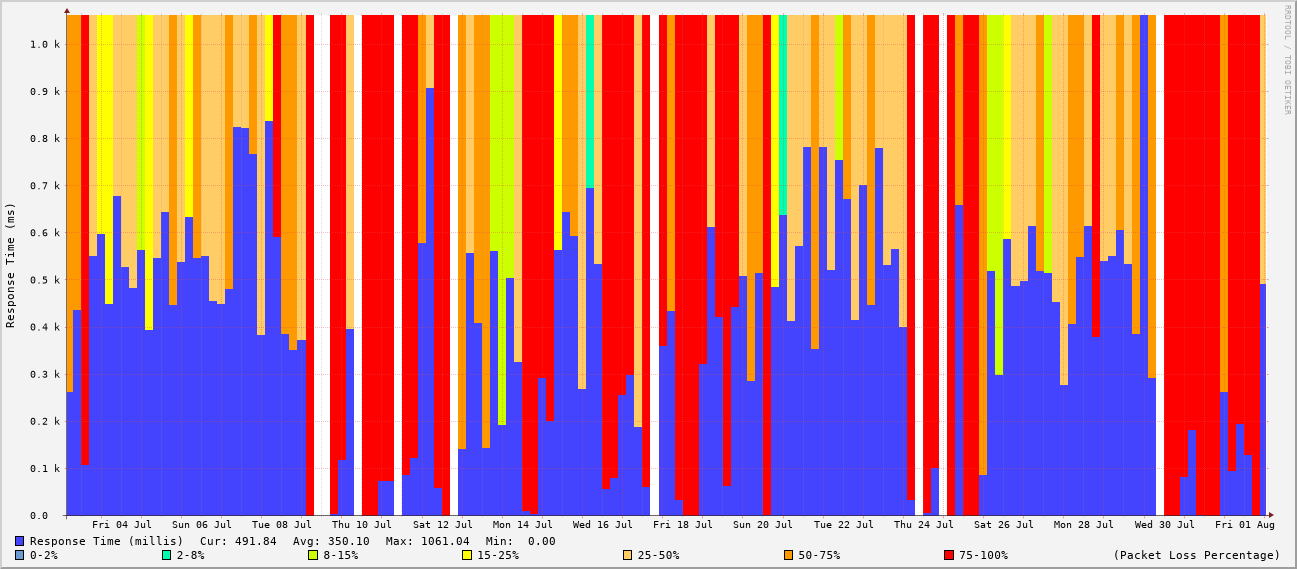 RRDTOOL / TOBI OETIKER
Response Time (ms)
1.0 k
0.9 k
0.8 k
0.7 k
0.6 k
0.5 k
0.4 k
0.3 k
0.2 k
0.1 k
0.0
Fri 04 Jul Sun 06 Jul Tue 08 Jul Thu 10 Jul Sat 12 Jul Mon 14 Jul Wed 16 Jul Fri 18 Jul Sun 20 Jul Tue 22 Jul Thu 24 Jul Sat 26 Jul Mon 28 Jul Wed 30 Jul Fri 01 Aug
Response Time (millis) Cur: 491.84 Avg: 350.10 Max: 1061.04 Min: 0.00
0-2% 2-8% 8-15% 15-25% 25-50% 50-75% 75-100% (Packet Loss Percentage)